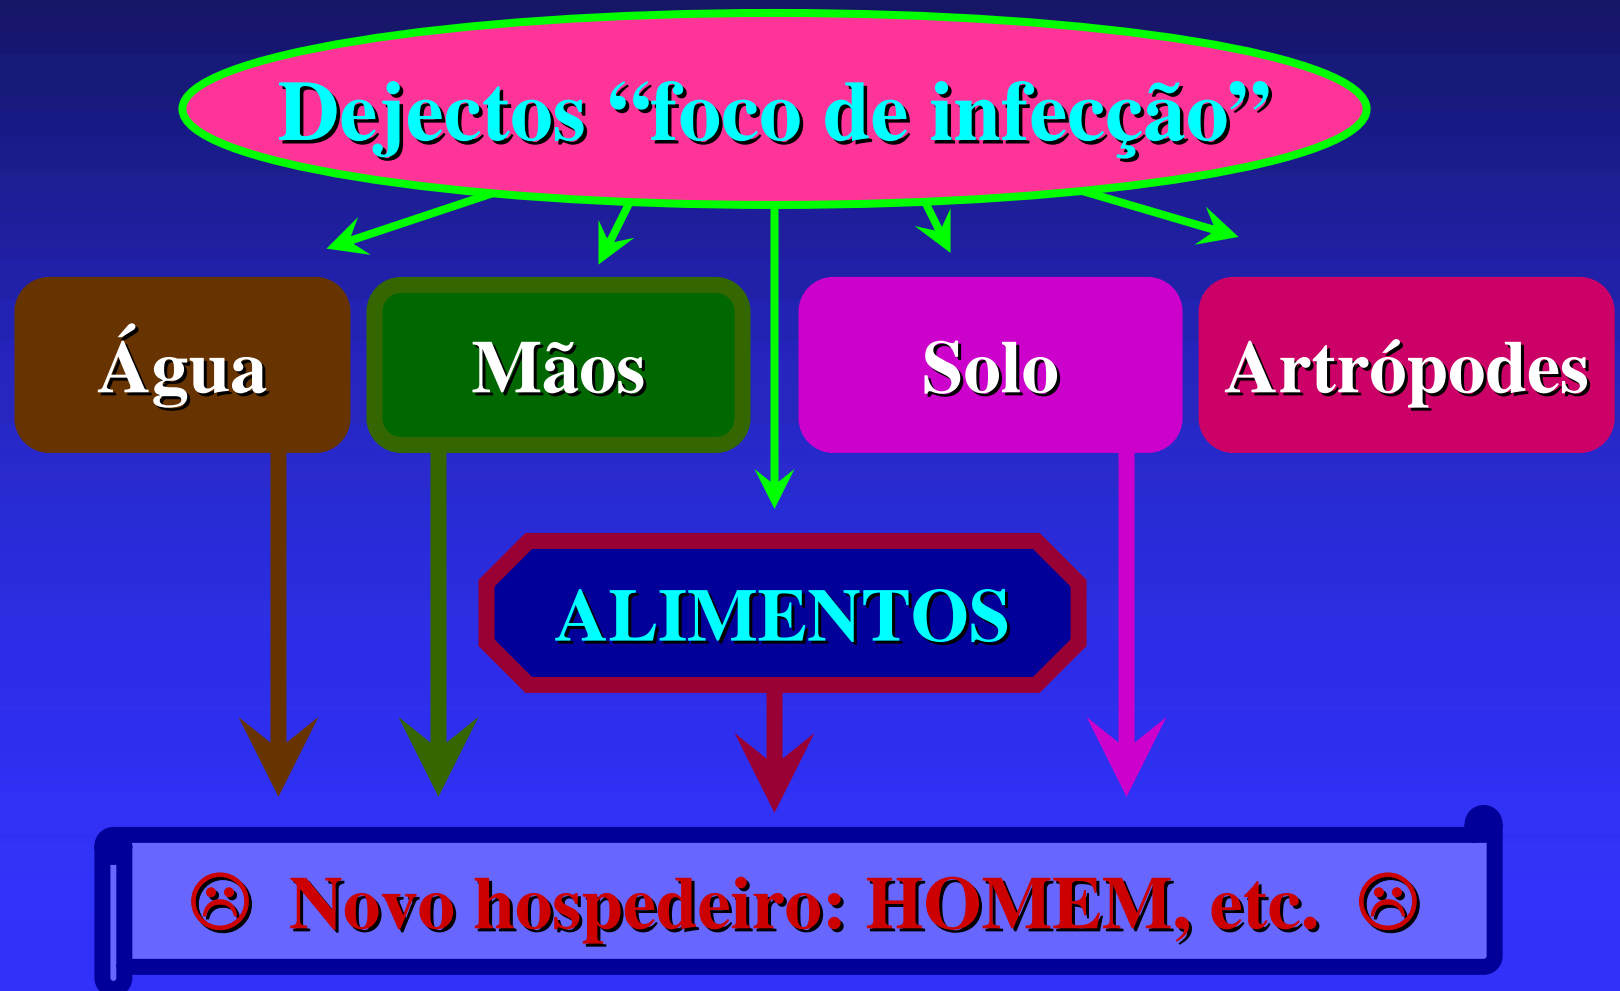 Dejectos “foco de infecção”
Água
Mãos
Solo
Artrópodes
ALIMENTOS
☹ Novo hospedeiro: HOMEM, etc. ☹